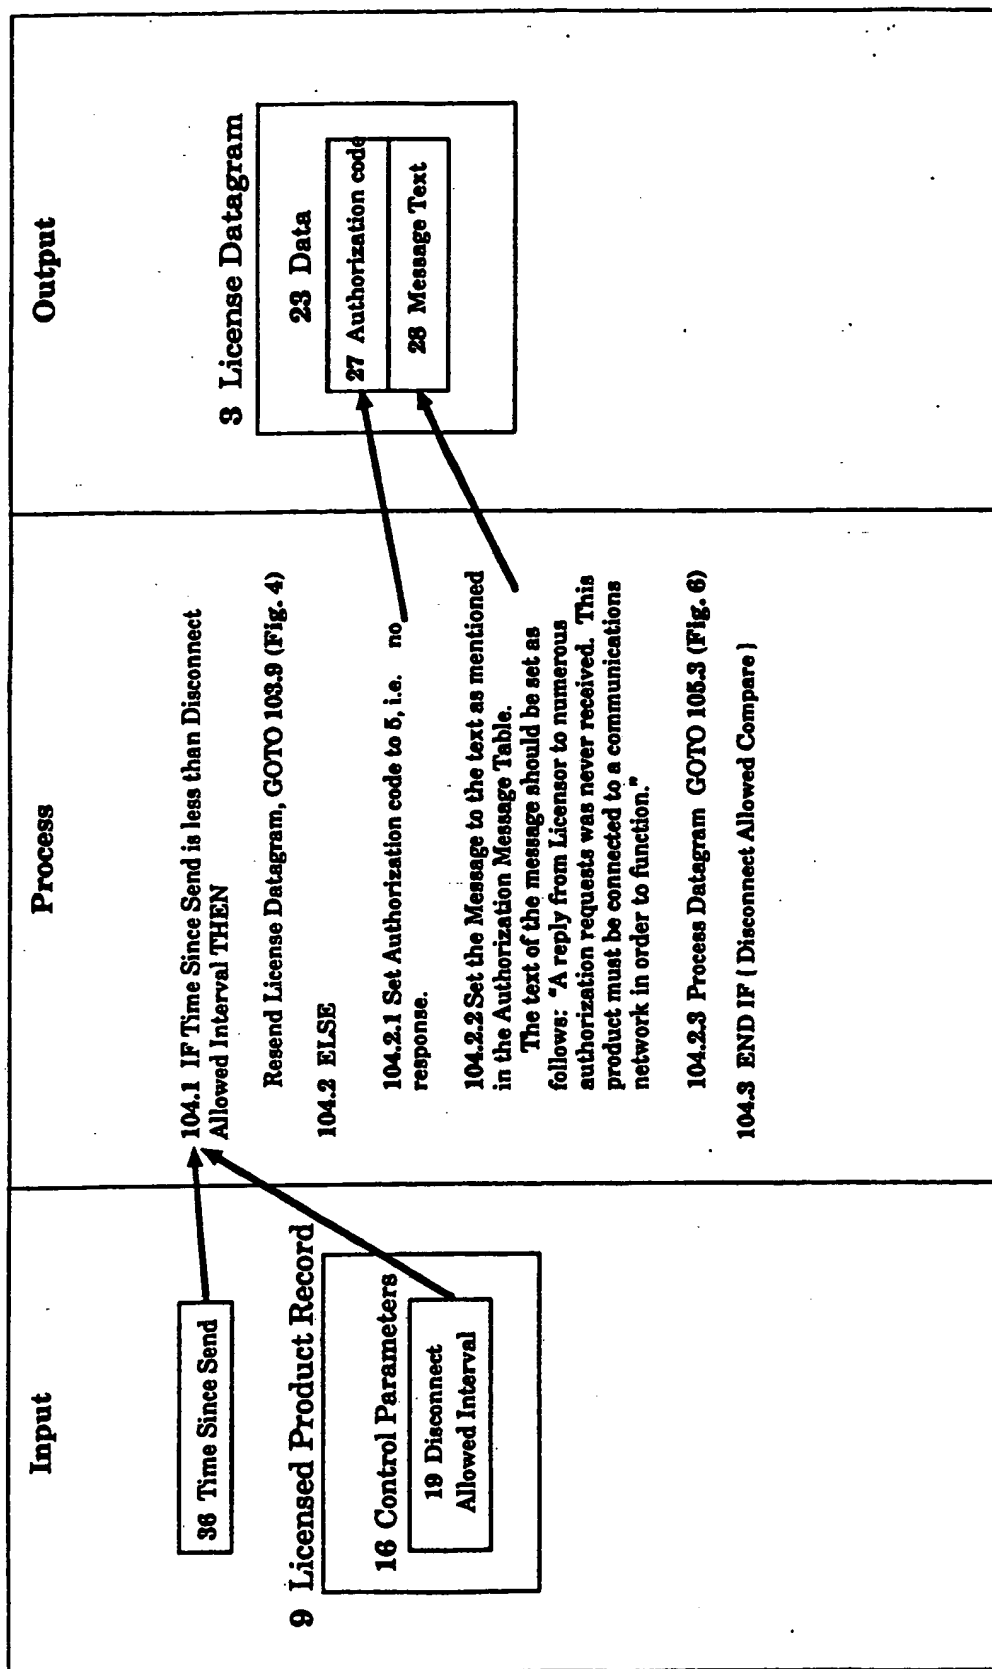 Input
36 Time Since Send
9 Licensed Product Record
16 Control Parameters
19 Disconnect
Allowed Interval
Process
104.1 IF Time Since Send is less than Disconnect
Allowed Interval THEN
Resend License Datagram, GOTO 103.9 (Fig. 4)
104.2 ELSE
104.2.1 Set Authorization code to 5, i.e. no
response.
104.2.2 Set the Message to the text as mentioned
in the Authorization Message Table.
The text of the message should be set as
follows: "A reply from Licensor to numerous
authorization requests was never received. This
product must be connected to a communications
network in order to function."
104.2.3 Process Datagram GOTO 105.3 (Fig. 6)
104.3 END IF { Disconnect Allowed Compare }
Output
3 License Datagram
23 Data
27 Authorization code
28 Message Text